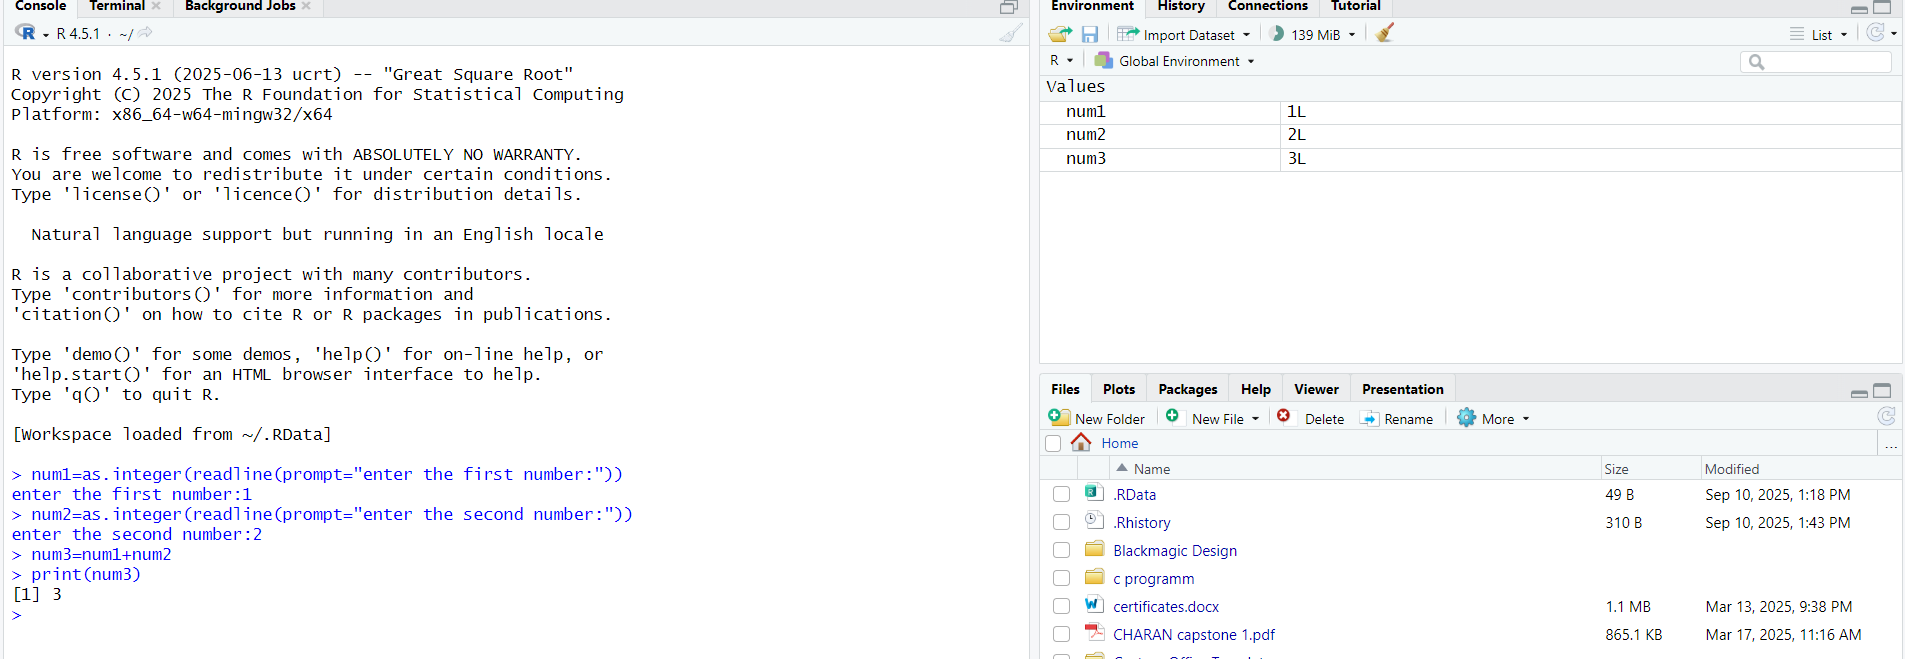 Console Terminal Background Jobs
R 4.5.1 · ~/
R version 4.5.1 (2025-06-13 ucrt) -- "Great Square Root"
Copyright (C) 2025 The R Foundation for Statistical Computing
Platform: x86_64-w64-mingw32/x64
R is free software and comes with ABSOLUTELY NO WARRANTY.
You are welcome to redistribute it under certain conditions.
Type 'license()' or 'licence()' for distribution details.
Natural language support but running in an English locale
R is a collaborative project with many contributors.
Type 'contributors()' for more information and
'citation()' on how to cite R or R packages in publications.
Type 'demo()' for some demos, 'help()' for on-line help, or
'help.start()' for an HTML browser interface to help.
Type 'q()' to quit R.
[Workspace loaded from ~/.RData]
> num1=as.integer(readline(prompt="enter the first number:"))
enter the first number:1
> num2=as.integer(readline(prompt="enter the second number:"))
enter the second number:2
> num3=num1+num2
> print(num3)
[1] 3
>
Environment History Connections Tutorial
Import Dataset 139 MiB List
R Global Environment
Values
num1 1L
num2 2L
num3 3L
Files Plots Packages Help Viewer Presentation
New Folder New File Delete Rename More
Home ...
Name Size Modified
.RData 49 B Sep 10, 2025, 1:18 PM
.Rhistory 310 B Sep 10, 2025, 1:43 PM
Blackmagic Design
c programm
certificates.docx 1.1 MB Mar 13, 2025, 9:38 PM
CHARAN capstone 1.pdf 865.1 KB Mar 17, 2025, 11:16 AM